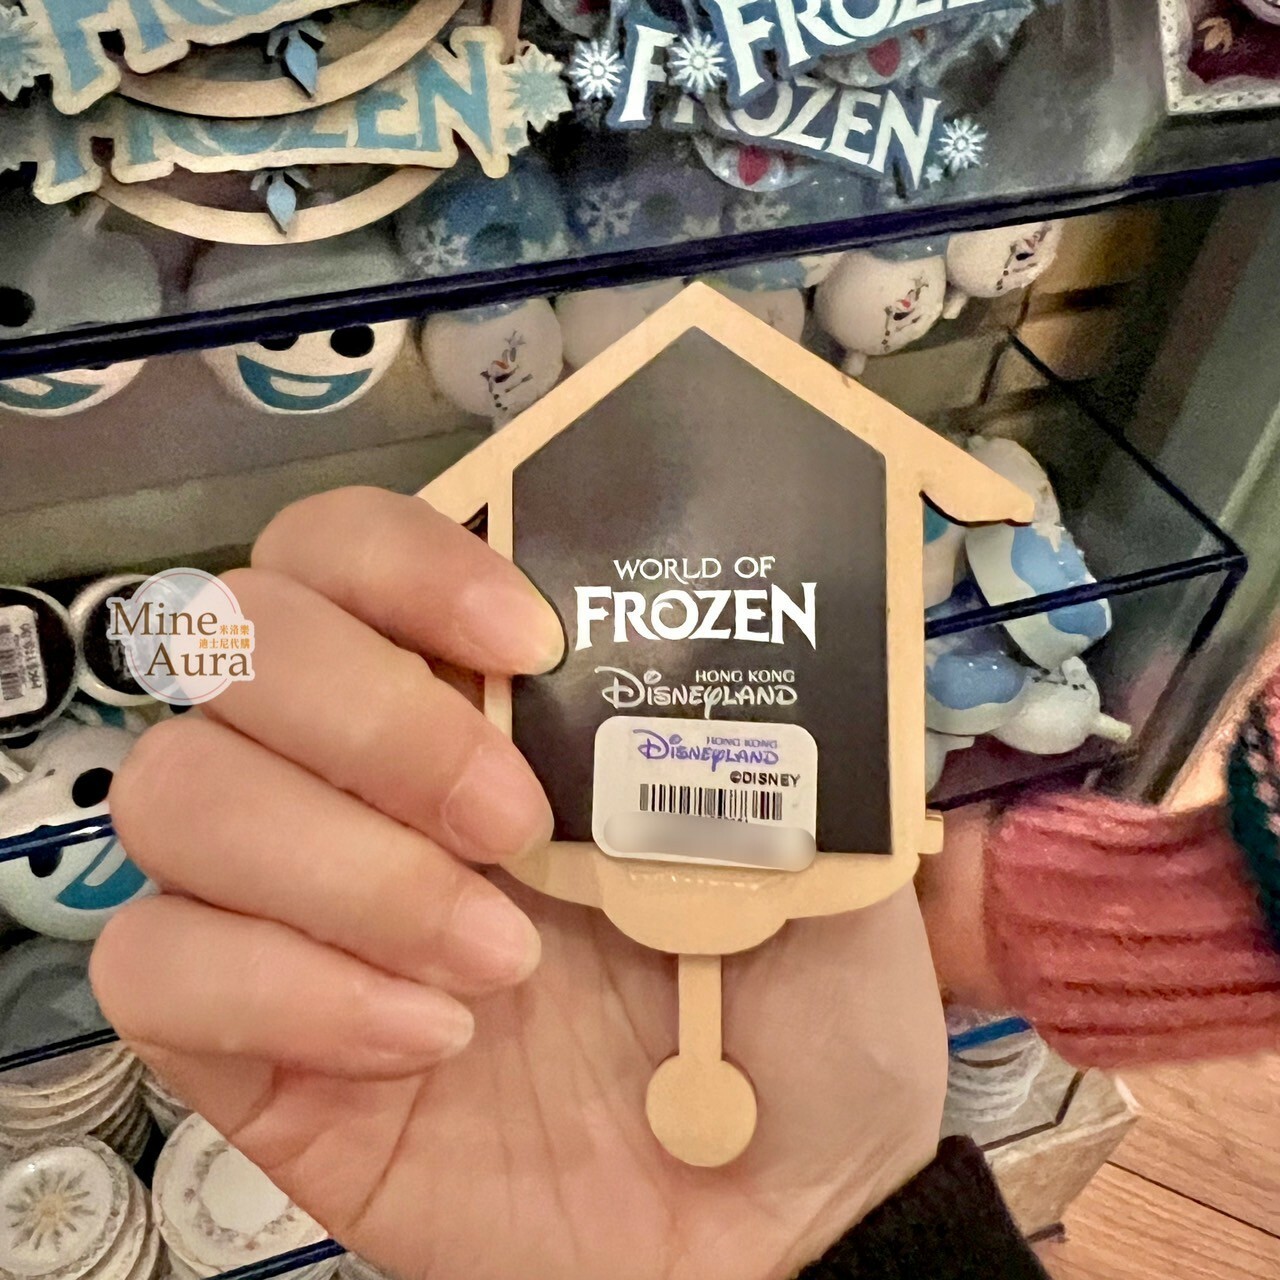 FROZEN
FROZEN
FROZEN
FROZEN
WORLD OF
FROZEN
HONG KONG
DISNEYLAND
HONG KONG
DISNEYLAND
©DISNEY
Mine
米洛樂
迪士尼代購
Aura